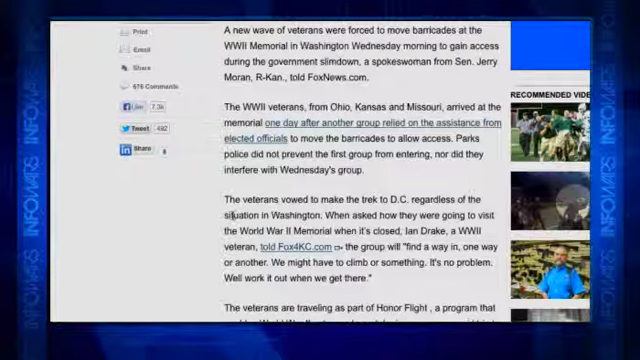 Print
Email
Share
676 Comments
Like 7.3k
Tweet 492
Share
A new wave of veterans were forced to move barricades at the
WWII Memorial in Washington Wednesday morning to gain access
during the government slimdown, a spokeswoman from Sen. Jerry
Moran, R-Kan., told FoxNews.com.
The WWII veterans, from Ohio, Kansas and Missouri, arrived at the
memorial one day after another group relied on the assistance from
elected officials to move the barricades to allow access. Parks
police did not prevent the first group from entering, nor did they
interfere with Wednesday's group.
The veterans vowed to make the trek to D.C. regardless of the
situation in Washington. When asked how they were going to visit
the World War II Memorial when it's closed, Ian Drake, a WWII
veteran, told Fox4KC.com the group will "find a way in, one way
or another. We might have to climb or something. It's no problem.
Well work it out when we get there."
The veterans are traveling as part of Honor Flight , a program that
RECOMMENDED VIDE
INFOWARS
INFOWARS
INFOWARS
INFOWARS